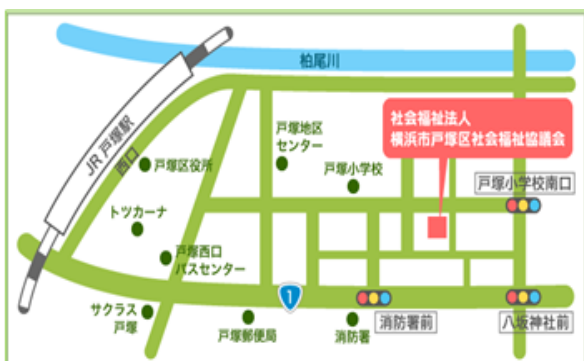 柏尾川
JR 戸塚駅
西口
社会福祉法人
横浜市戸塚区社会福祉協議会
戸塚地区
センター
戸塚区役所
戸塚小学校
戸塚小学校南口
トツカーナ
戸塚西口
バスセンター
サクラス
戸塚
戸塚郵便局
1
消防署
消防署前
八坂神社前